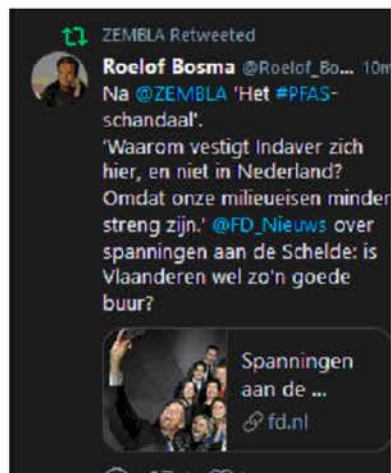 ZEMBLA Retweeted
Roelof Bosma @Roelof_Bo... 10m
Na @ZEMBLA 'Het #PFAS-
schandaal'.
'Waarom vestigt Indaver zich
hier, en niet in Nederland?
Omdat onze milieueisen minder
streng zijn.' @FD_Nieuws over
spanningen aan de Schelde: is
Vlaanderen wel zo'n goede
buur?
Spanningen
aan de ...
fd.nl